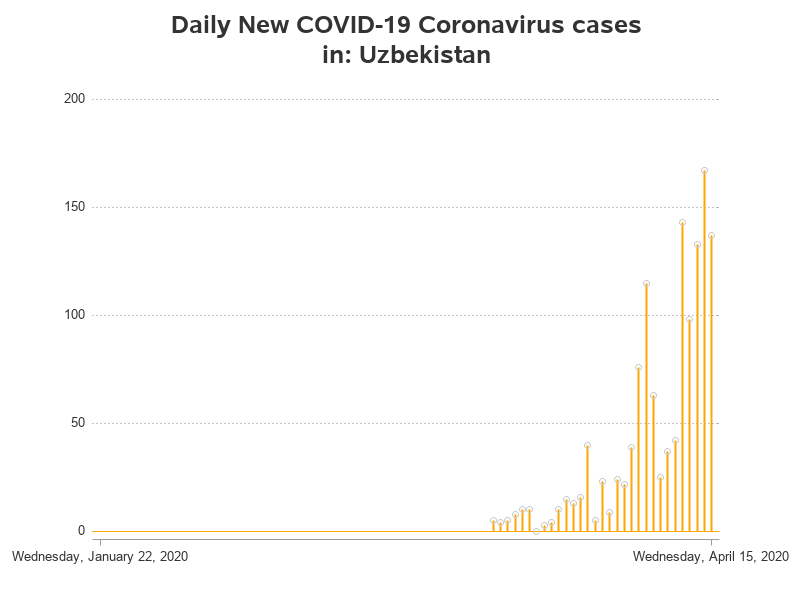 Daily New COVID-19 Coronavirus cases
in: Uzbekistan
200
150
100
50
0
Wednesday, January 22, 2020
Wednesday, April 15, 2020